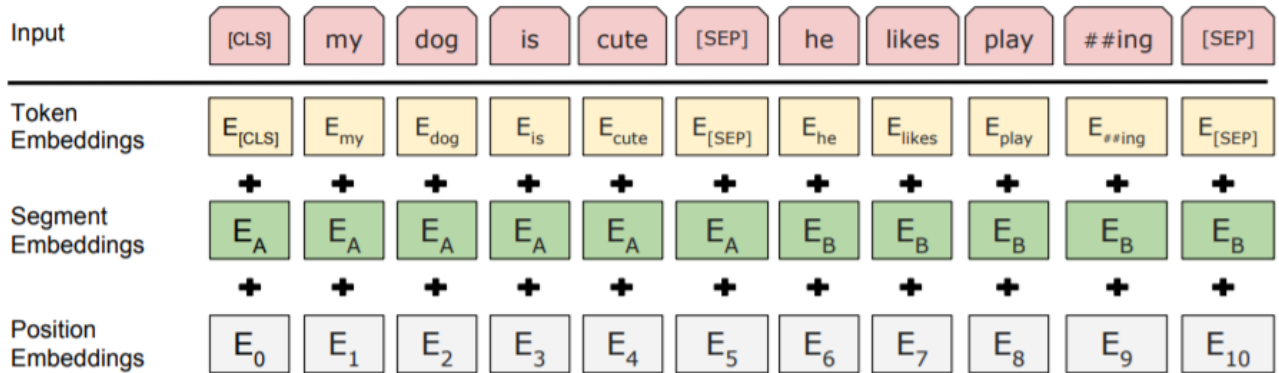 Input [CLS] my dog is cute [SEP] he likes play ##ing [SEP]
Token Embeddings E[CLS] Emy Edog Eis Ecute E[SEP] Ehe Elikes Eplay E##ing E[SEP]
+ + + + + + + + + + +
Segment Embeddings EA EA EA EA EA EA EB EB EB EB EB
+ + + + + + + + + + +
Position Embeddings E0 E1 E2 E3 E4 E5 E6 E7 E8 E9 E10